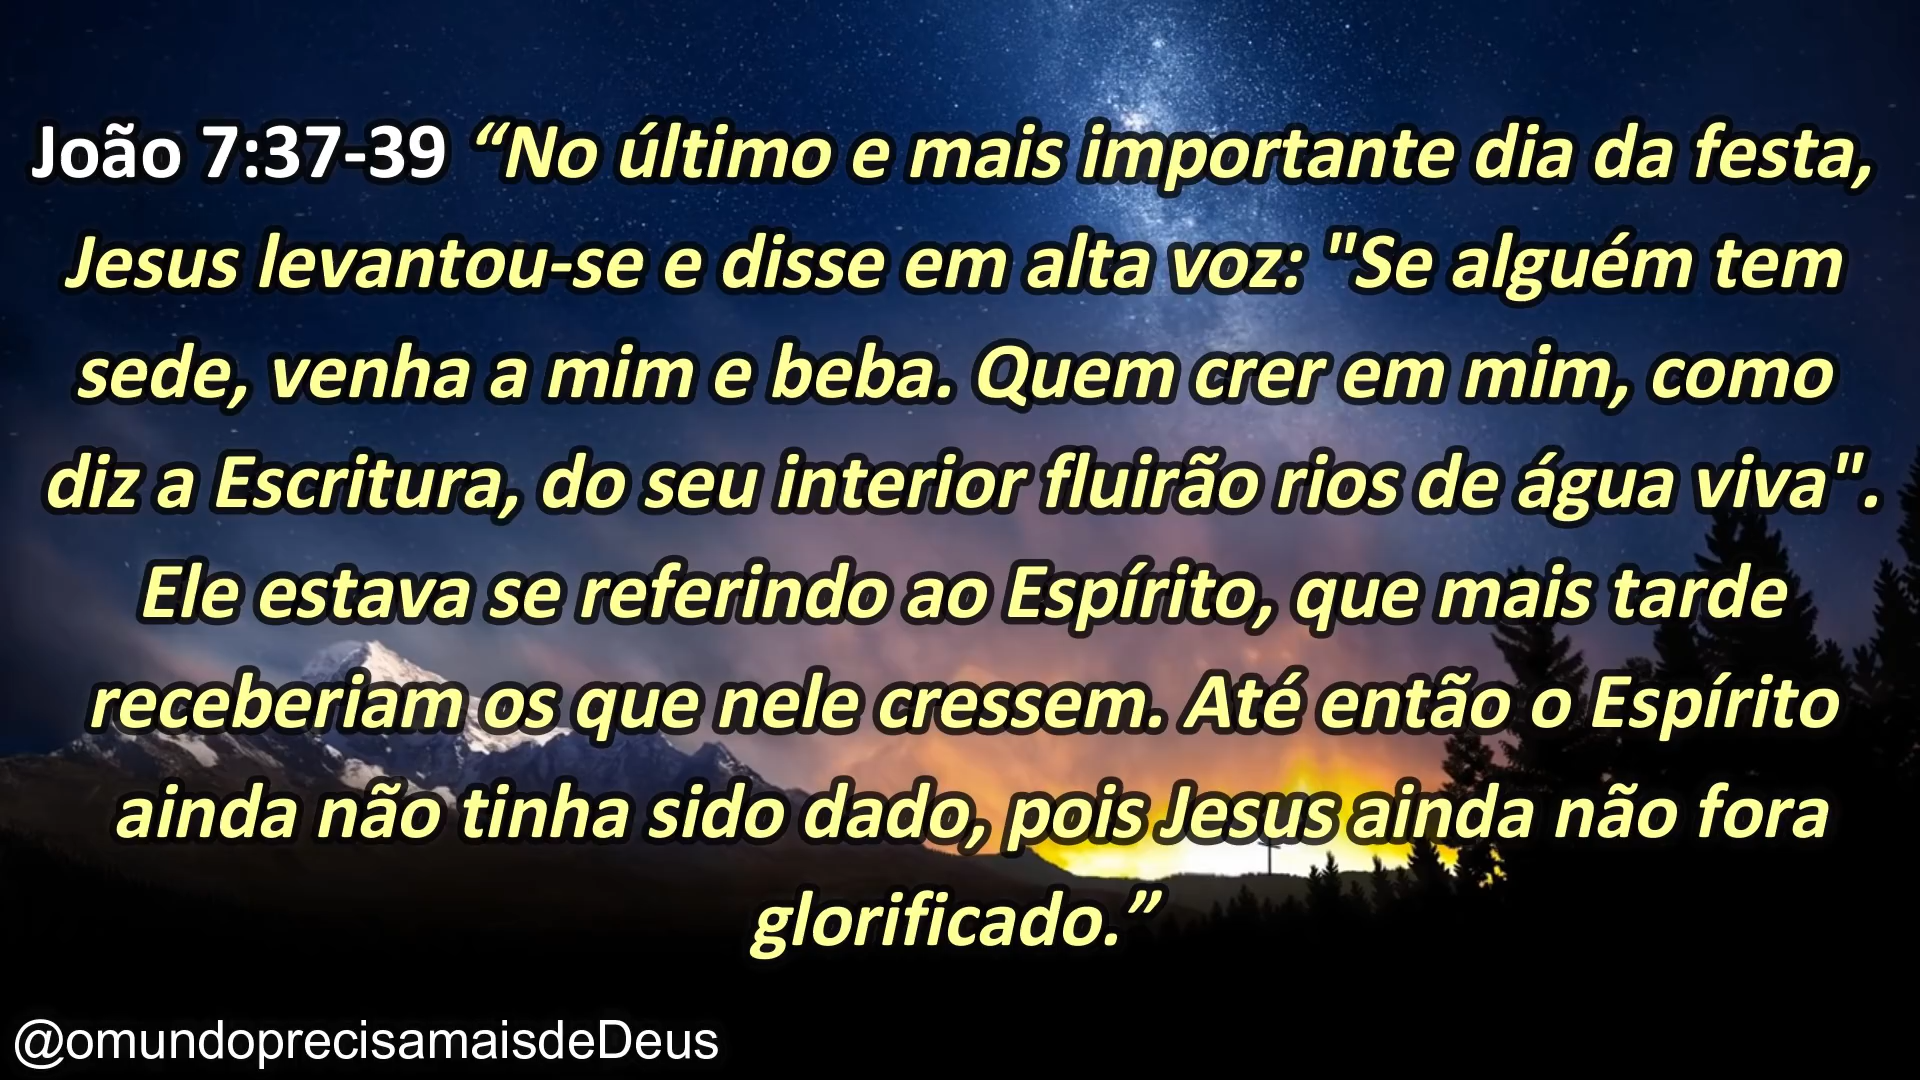 João 7:37-39 “No último e mais importante dia da festa,
Jesus levantou-se e disse em alta voz: "Se alguém tem
sede, venha a mim e beba. Quem crer em mim, como
diz a Escritura, do seu interior fluirão rios de água viva".
Ele estava se referindo ao Espírito, que mais tarde
receberiam os que nele cressem. Até então o Espírito
ainda não tinha sido dado, pois Jesus ainda não fora
glorificado.”
@omundoprecisamaisdeDeus